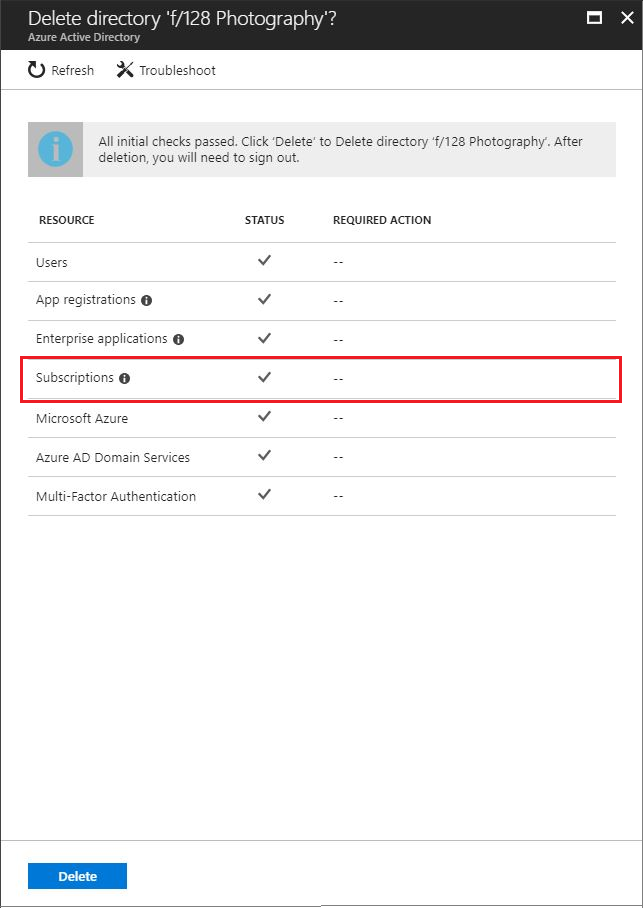 Delete directory 'f/128 Photography'?
Azure Active Directory
Refresh Troubleshoot
All initial checks passed. Click 'Delete' to Delete directory 'f/128 Photography'. After
deletion, you will need to sign out.
RESOURCE STATUS REQUIRED ACTION
Users --
App registrations --
Enterprise applications --
Subscriptions --
Microsoft Azure --
Azure AD Domain Services --
Multi-Factor Authentication --
Delete